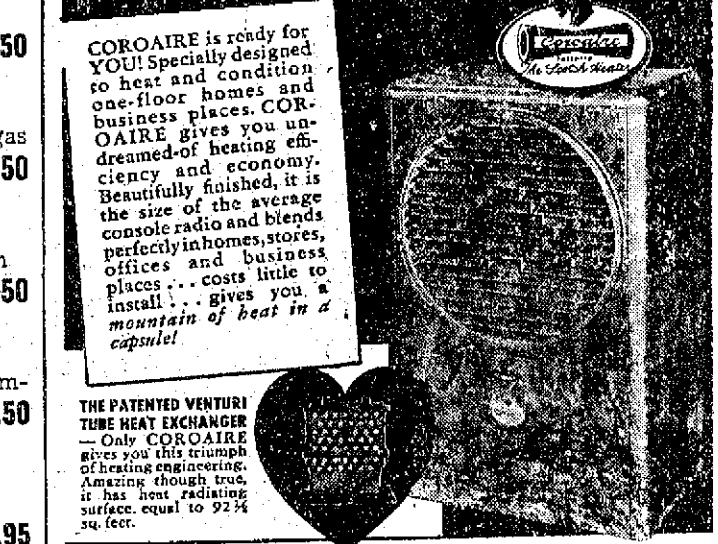 50
gas
50
50
m-
.50
.95
COROAIRE is ready for
YOU! Specially designed
to heat and condition
one-floor homes and
business places. COR-
OAIRE gives you un-
dreamed-of heating effi-
ciency and economy.
Beautifully finished, it is
the size of the average
console radio and blends
perfectly in homes, stores,
offices and business
places ... costs little to
install ... gives you a
mountain of heat in a
capsule!
Coroaire
The Scotch Heater
THE PATENTED VENTURI
TUBE HEAT EXCHANGER
— Only COROAIRE
gives you this triumph
of heating engineering.
Amazing though true,
it has heat radiating
surface equal to 92½
sq. feet.